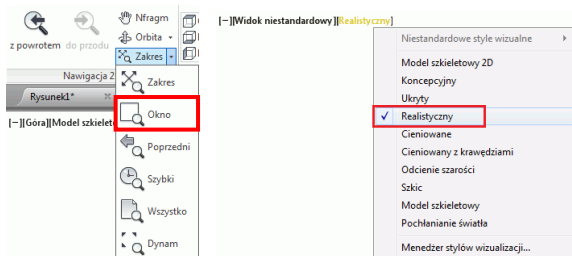 Nfragm
z powrotem do przodu
Orbita
Zakres
Nawigacja 2
Rysunek1*
[−][Góra][Model szkielet
Zakres
Okno
Poprzedni
Szybki
Wszystko
Dynam
[−][Widok niestandardowy][Realistyczny]
Niestandardowe style wizualne
Model szkieletowy 2D
Koncepcyjny
Ukryty
Realistyczny
Cieniowane
Cieniowany z krawędziami
Odcienie szarości
Szkic
Model szkieletowy
Pochłanianie światła
Menedżer stylów wizualizacji...